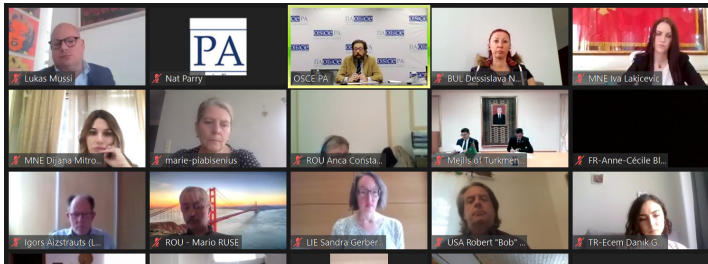 Lukas Mussi
PA
Nat Parry
OSCE PA
BUL Dessislava N...
MNE Iva Lakicevic
MNE Dijana Mitro...
marie-piabisenius
ROU Anca Consta...
Mejlis of Turkmen...
FR-Anne-Cécile Bl...
Igors Aizstrauts (L...
ROU - Mario RUSE
LIE Sandra Gerber...
USA Robert "Bob" ...
TR-Ecem Danık G...